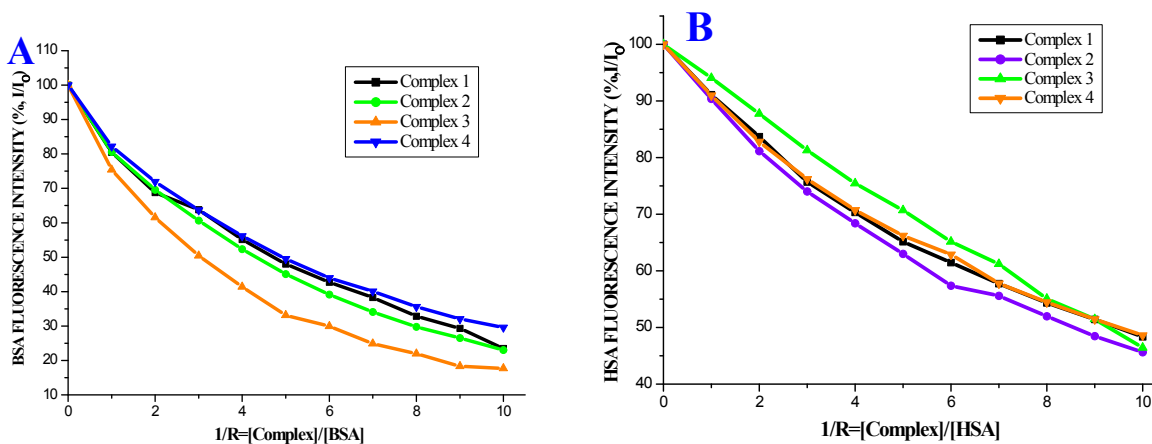 A
BSA FLUORESCENCE INTENSITY (%, I/I₀)
110
100
90
80
70
60
50
40
30
20
10
0
2
4
6
8
10
1/R=[Complex]/[BSA]
Complex 1
Complex 2
Complex 3
Complex 4
B
HSA FLUORESCENCE INTENSITY (%, I/I₀)
100
90
80
70
60
50
40
0
2
4
6
8
10
1/R=[Complex]/[HSA]
Complex 1
Complex 2
Complex 3
Complex 4